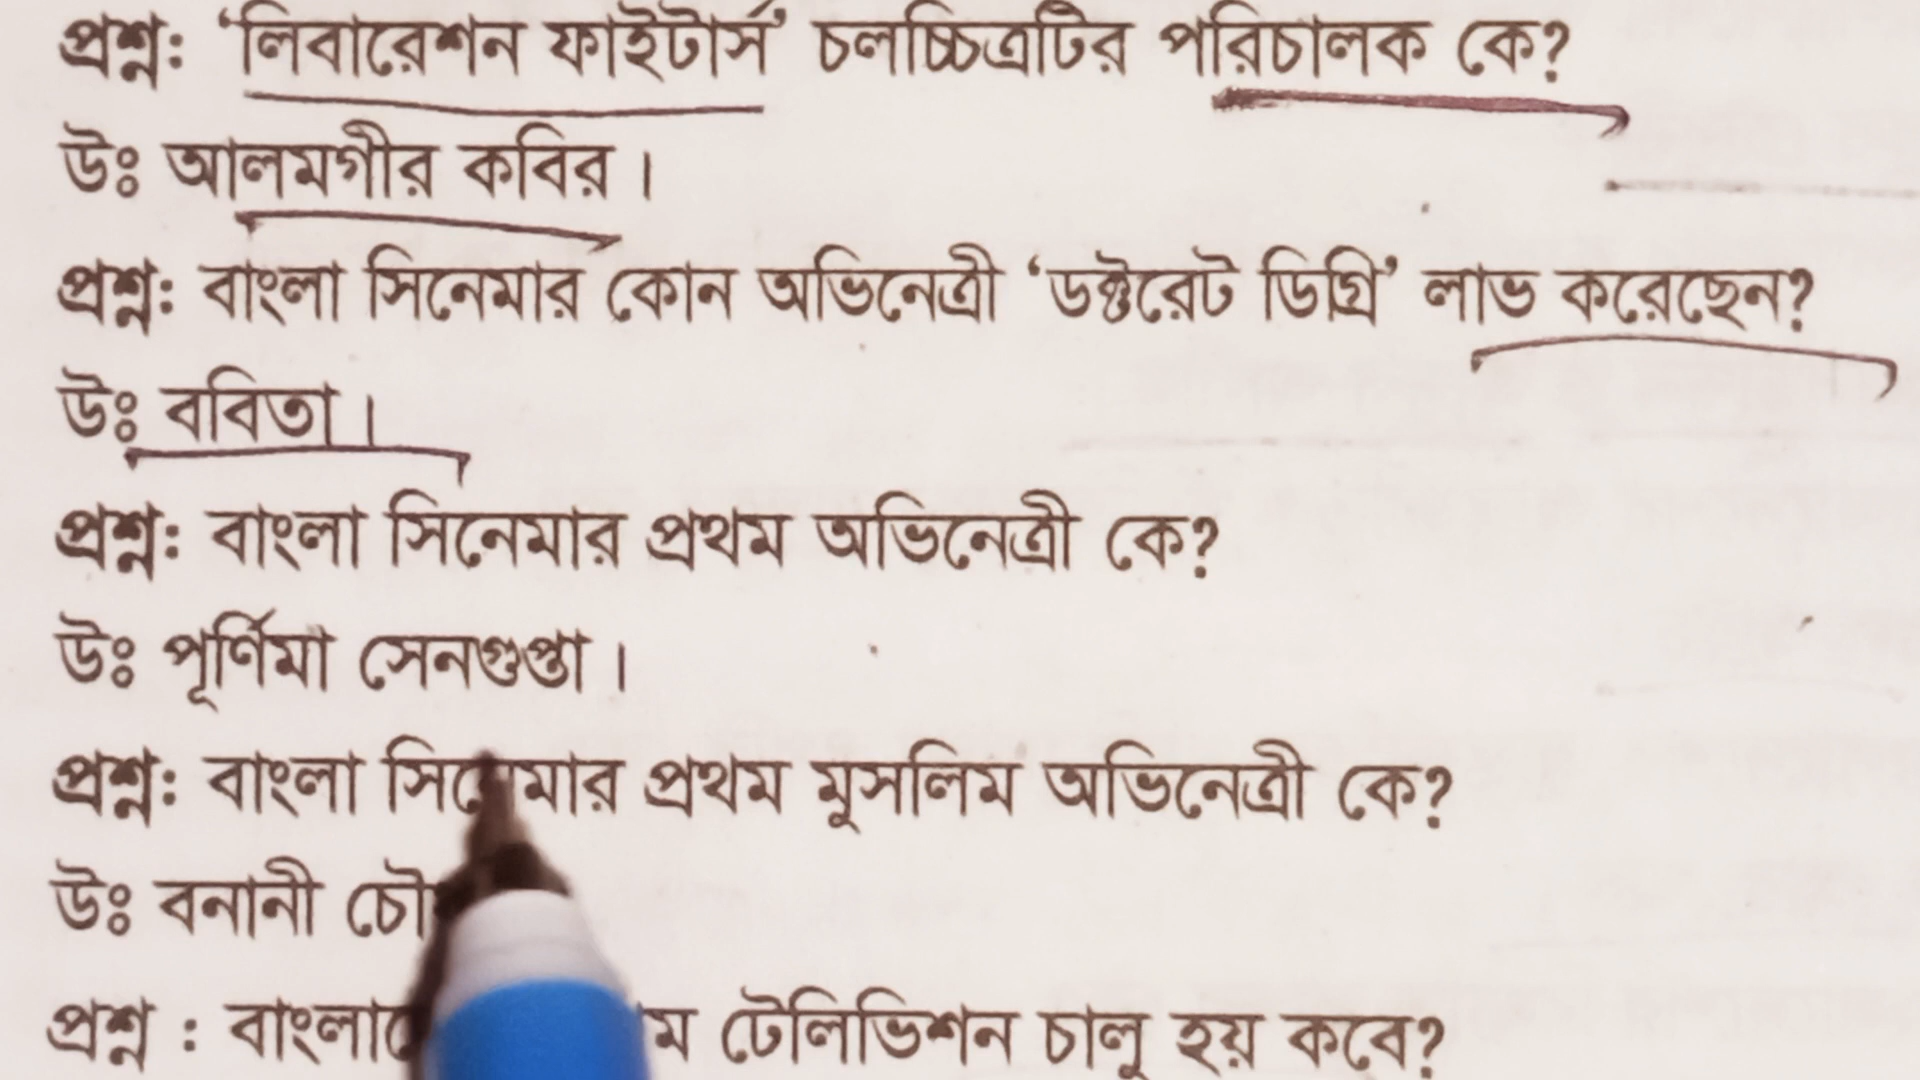 প্রশ্ন: ‘লিবারেশন ফাইটার্স’ চলচ্চিত্রটির পরিচালক কে?
উঃ আলমগীর কবির।
প্রশ্ন: বাংলা সিনেমার কোন অভিনেত্রী ‘ডক্টরেট ডিগ্রি’ লাভ করেছেন?
উঃ ববিতা।
প্রশ্ন: বাংলা সিনেমার প্রথম অভিনেত্রী কে?
উঃ পূর্ণিমা সেনগুপ্তা।
প্রশ্ন: বাংলা সিনেমার প্রথম মুসলিম অভিনেত্রী কে?
উঃ বনানী
প্রশ্ন : টেলিভিশন চালু হয় কবে?